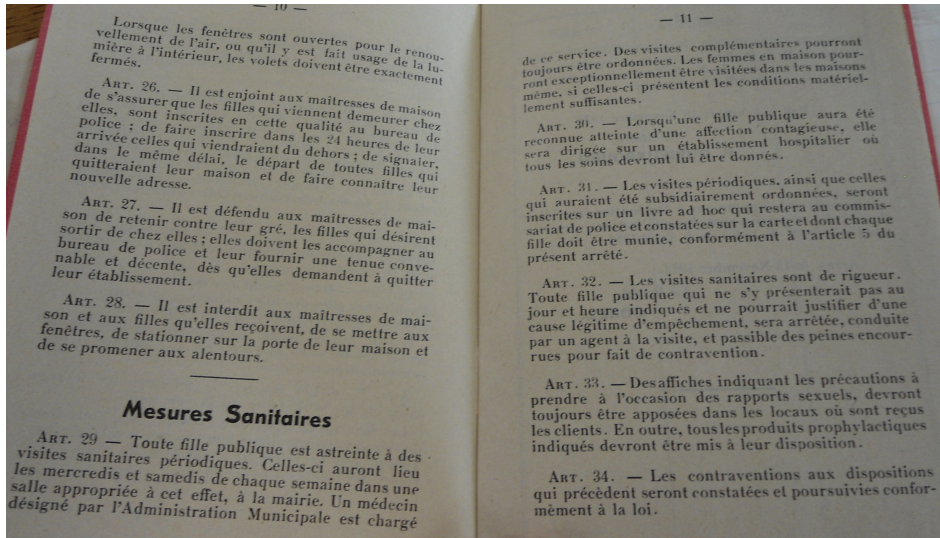 — 10 —
Lorsque les fenêtres sont ouvertes pour le renou-
vellement de l'air, ou qu'il y est fait usage de la lu-
mière à l'intérieur, les volets doivent être exactement
fermés.
ART. 26. — Il est enjoint aux maîtresses de maison
de s'assurer que les filles qui viennent demeurer chez
elles, sont inscrites en cette qualité au bureau de
police ; de faire inscrire dans les 24 heures de leur
arrivée celles qui viendraient du dehors ; de signaler,
dans le même délai, le départ de toutes filles qui
quitteraient leur maison et de faire connaître leur
nouvelle adresse.
ART. 27. — Il est défendu aux maîtresses de mai-
son de retenir contre leur gré, les filles qui désirent
sortir de chez elles ; elles doivent les accompagner au
bureau de police et leur fournir une tenue conve-
nable et décente, dès qu'elles demandent à quitter
leur établissement.
ART. 28. — Il est interdit aux maîtresses de mai-
son et aux filles qu'elles reçoivent, de se mettre aux
fenêtres, de stationner sur la porte de leur maison et
de se promener aux alentours.
Mesures Sanitaires
ART. 29 — Toute fille publique est astreinte à des
visites sanitaires périodiques. Celles-ci auront lieu
les mercredis et samedis de chaque semaine dans une
salle appropriée à cet effet, à la mairie. Un médecin
désigné par l'Administration Municipale est chargé
— 11 —
de ce service. Des visites complémentaires pourront
toujours être ordonnées. Les femmes en maison pour-
ront exceptionnellement être visitées dans les maisons
même, si celles-ci présentent les conditions matériel-
lement suffisantes.
ART. 30. — Lorsqu'une fille publique aura été
reconnue atteinte d'une affection contagieuse, elle
sera dirigée sur un établissement hospitalier où
tous les soins devront lui être donnés.
ART. 31. — Les visites périodiques, ainsi que celles
qui auraient été subsidiairement ordonnées, seront
inscrites sur un livre ad hoc qui restera au commis-
sariat de police et constatées sur la carte dont chaque
fille doit être munie, conformément à l'article 5 du
présent arrêté.
ART. 32. — Les visites sanitaires sont de rigueur.
Toute fille publique qui ne s'y présenterait pas au
jour et heure indiqués et ne pourrait justifier d'une
cause légitime d'empêchement, sera arrêtée, conduite
par un agent à la visite, et passible des peines encour-
rues pour fait de contravention.
ART. 33. — Des affiches indiquant les précautions à
prendre à l'occasion des rapports sexuels, devront
toujours être apposées dans les locaux où sont reçus
les clients. En outre, tous les produits prophylactiques
indiqués devront être mis à leur disposition.
ART. 34. — Les contraventions aux dispositions
qui précèdent seront constatées et poursuivies confor-
mèment à la loi.